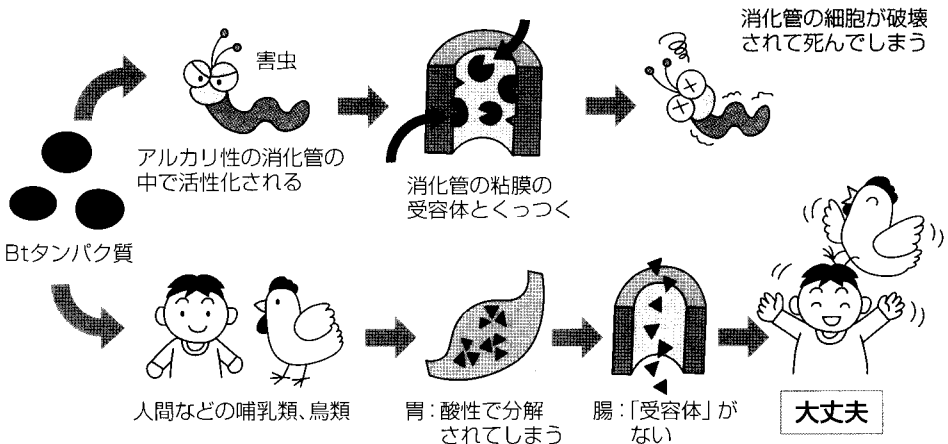 消化管の細胞が破壊
されて死んでしまう
害虫
アルカリ性の消化管の
中で活性化される
消化管の粘膜の
受容体とくっつく
Btタンパク質
人間などの哺乳類、鳥類
胃：酸性で分解
されてしまう
腸：「受容体」が
ない
大丈夫